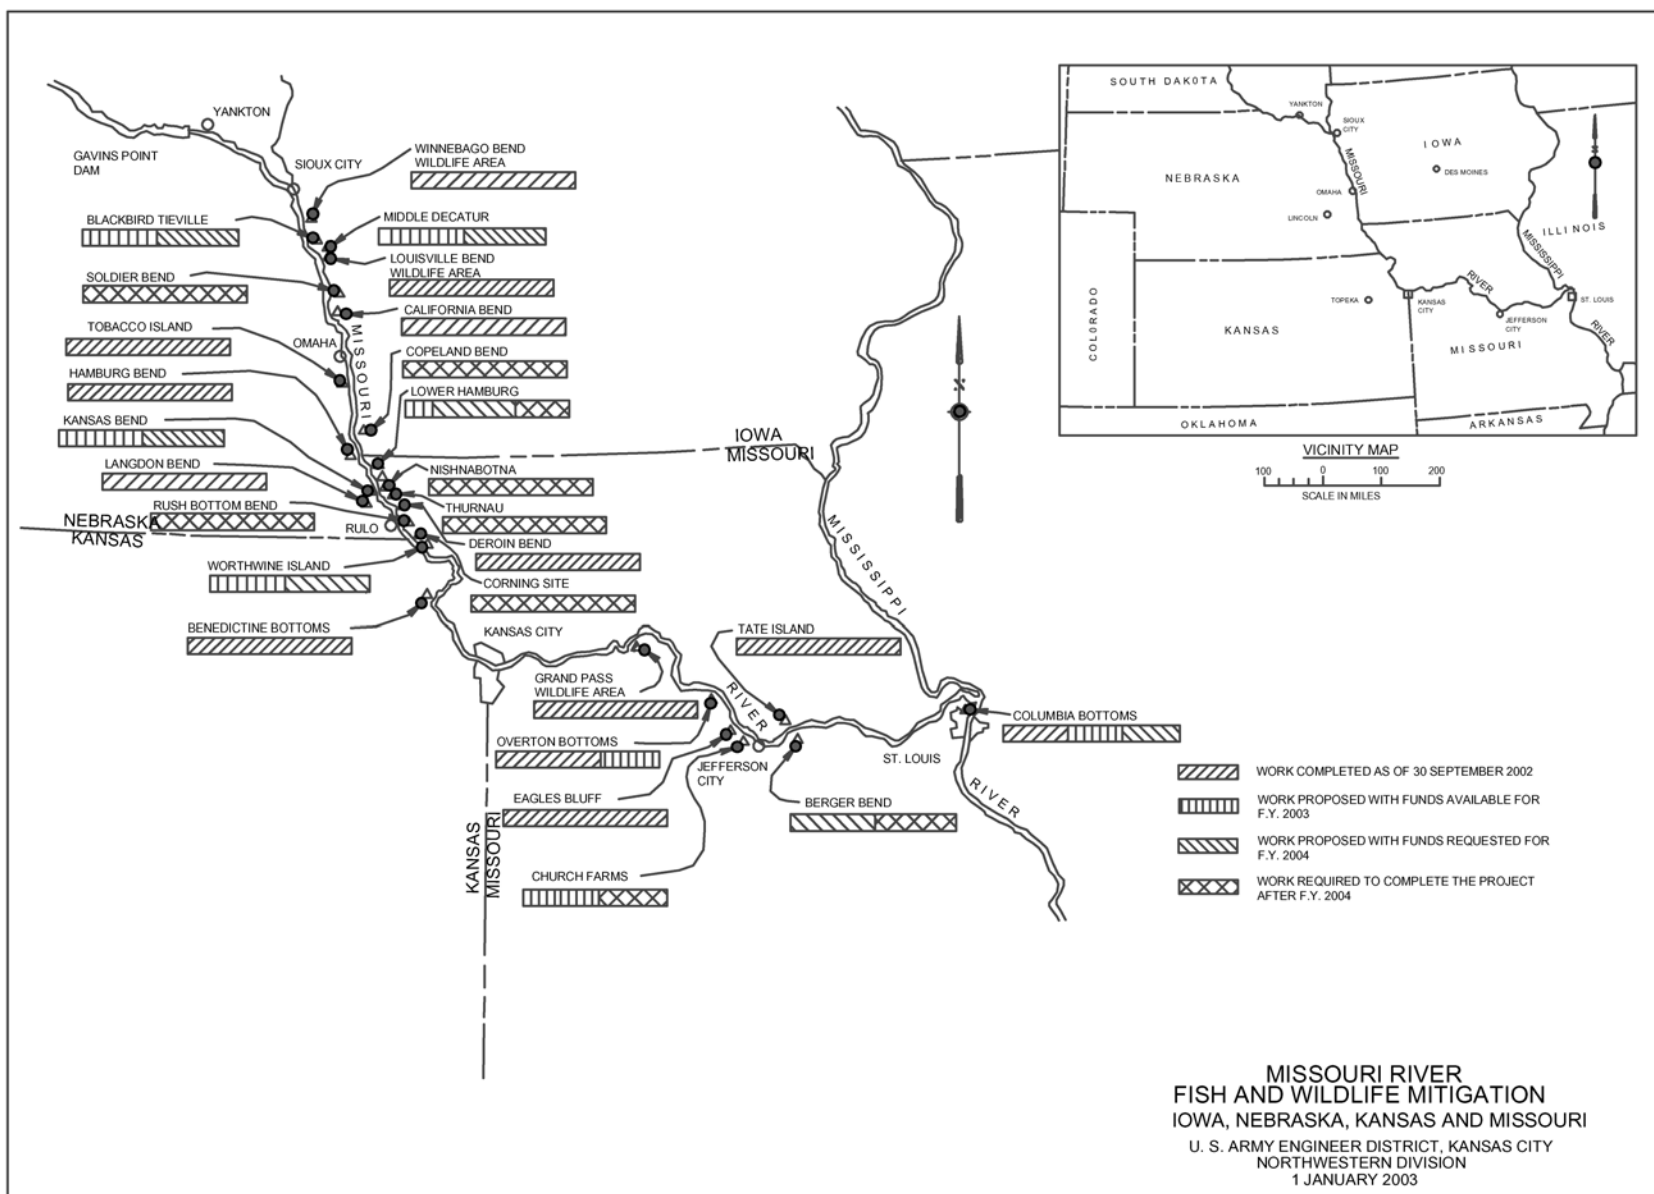 YANKTON
GAVINS POINT
DAM
SIOUX CITY
WINNEBAGO BEND
WILDLIFE AREA
BLACKBIRD TIEVILLE
MIDDLE DECATUR
LOUISVILLE BEND
WILDLIFE AREA
SOLDIER BEND
CALIFORNIA BEND
TOBACCO ISLAND
OMAHA
MISSOURI
COPELAND BEND
HAMBURG BEND
LOWER HAMBURG
KANSAS BEND
IOWA
MISSOURI
LANGDON BEND
NISHNABOTNA
RUSH BOTTOM BEND
THURNAU
NEBRASKA
KANSAS
RULO
DEROIN BEND
WORTHWINE ISLAND
CORNING SITE
BENEDICTINE BOTTOMS
KANSAS CITY
TATE ISLAND
MISSISSIPPI
GRAND PASS
WILDLIFE AREA
RIVER
COLUMBIA BOTTOMS
OVERTON BOTTOMS
JEFFERSON
CITY
ST. LOUIS
RIVER
EAGLES BLUFF
BERGER BEND
KANSAS
MISSOURI
CHURCH FARMS
SOUTH DAKOTA
YANKTON
SIOUX
CITY
IOWA
NEBRASKA
MISSOURI
DES MOINES
OMAHA
LINCOLN
ILLINOIS
MISSISSIPPI
COLORADO
TOPEKA
RIVER
KANSAS
CITY
ST. LOUIS
JEFFERSON
CITY
KANSAS
MISSOURI
RIVER
OKLAHOMA
ARKANSAS
VICINITY MAP
100 0 100 200
SCALE IN MILES
WORK COMPLETED AS OF 30 SEPTEMBER 2002
WORK PROPOSED WITH FUNDS AVAILABLE FOR
F.Y. 2003
WORK PROPOSED WITH FUNDS REQUESTED FOR
F.Y. 2004
WORK REQUIRED TO COMPLETE THE PROJECT
AFTER F.Y. 2004
MISSOURI RIVER
FISH AND WILDLIFE MITIGATION
IOWA, NEBRASKA, KANSAS AND MISSOURI
U. S. ARMY ENGINEER DISTRICT, KANSAS CITY
NORTHWESTERN DIVISION
1 JANUARY 2003